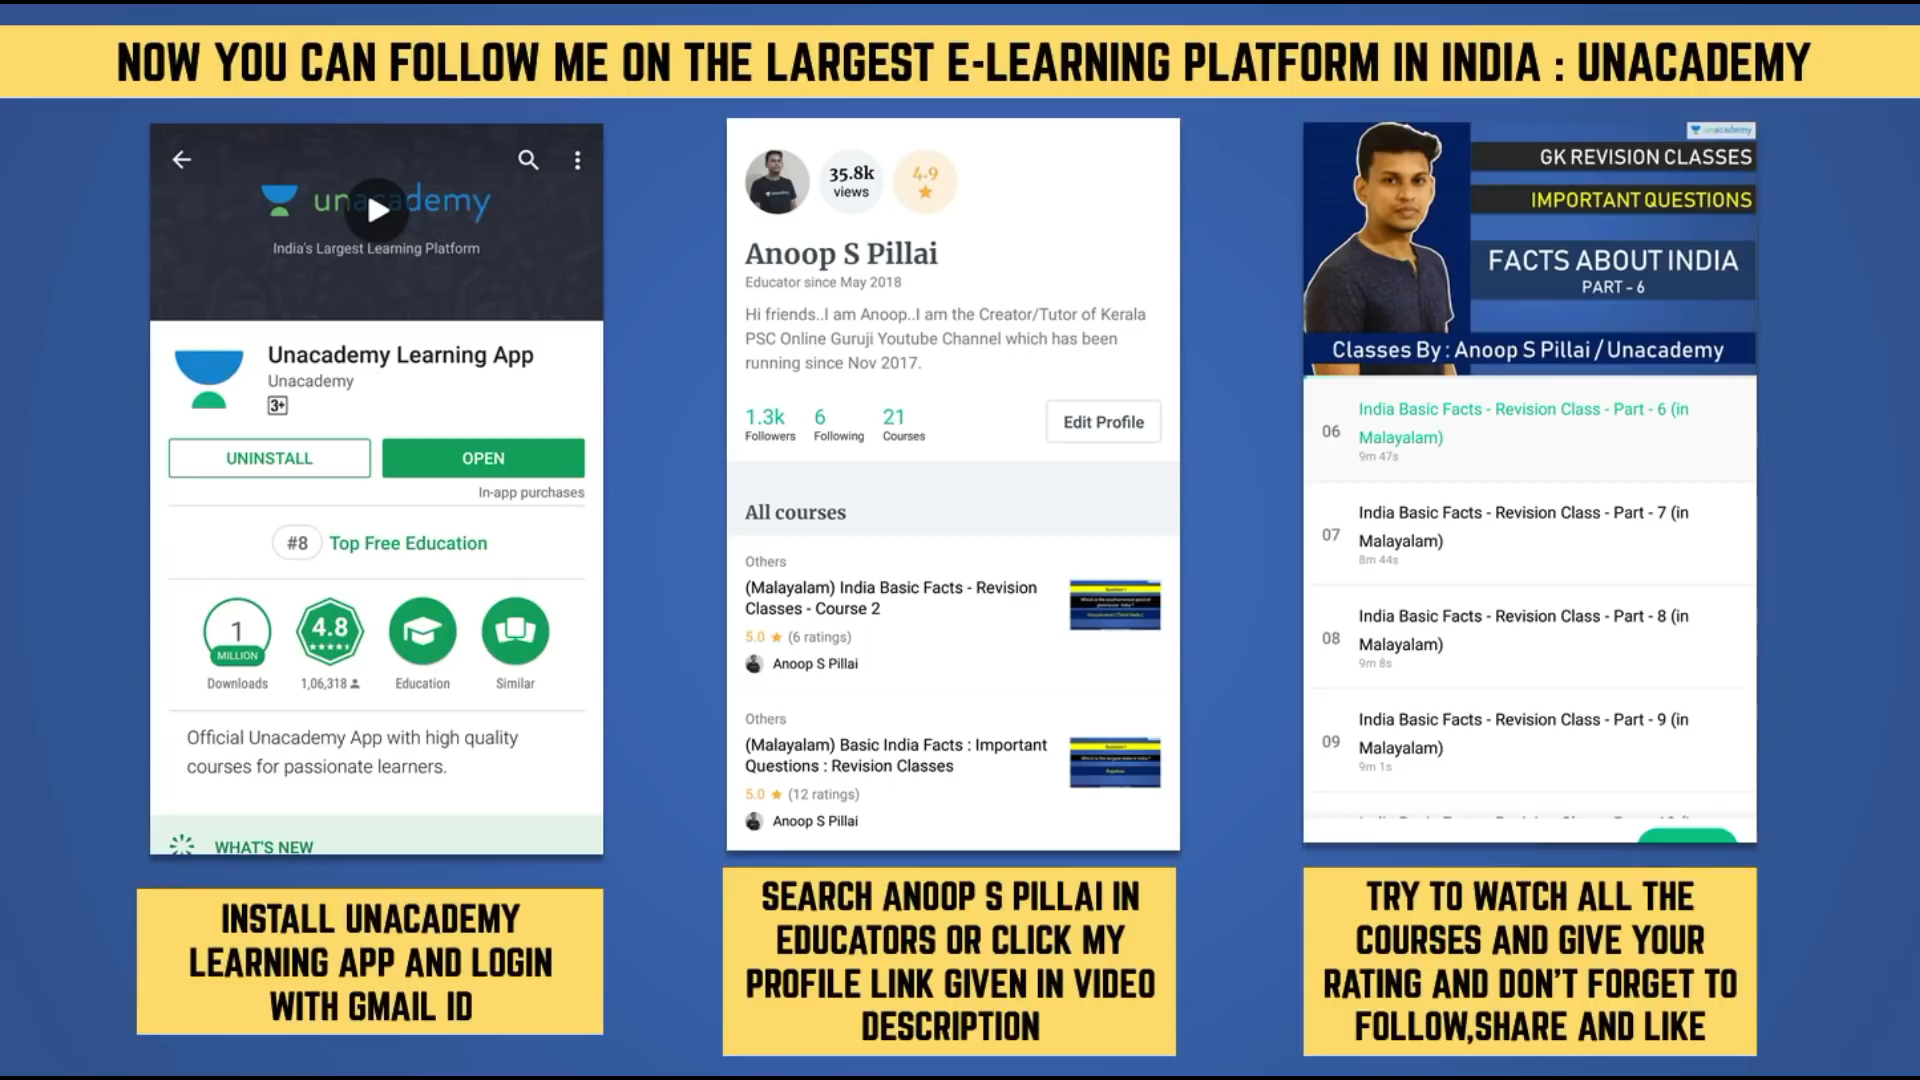 NOW YOU CAN FOLLOW ME ON THE LARGEST E-LEARNING PLATFORM IN INDIA : UNACADEMY
unacademy
India's Largest Learning Platform
Unacademy Learning App
Unacademy
3+
UNINSTALL
OPEN
In-app purchases
#8 Top Free Education
1
MILLION
Downloads
4.8
1,06,318
Education
Similar
Official Unacademy App with high quality
courses for passionate learners.
WHAT'S NEW
INSTALL UNACADEMY
LEARNING APP AND LOGIN
WITH GMAIL ID
35.8k
views
4.9
Anoop S Pillai
Educator since May 2018
Hi friends..I am Anoop..I am the Creator/Tutor of Kerala
PSC Online Guruji Youtube Channel which has been
running since Nov 2017.
1.3k
Followers
6
Following
21
Courses
Edit Profile
All courses
Others
(Malayalam) India Basic Facts - Revision
Classes - Course 2
5.0 ★ (6 ratings)
Anoop S Pillai
Others
(Malayalam) Basic India Facts : Important
Questions : Revision Classes
5.0 ★ (12 ratings)
Anoop S Pillai
SEARCH ANOOP S PILLAI IN
EDUCATORS OR CLICK MY
PROFILE LINK GIVEN IN VIDEO
DESCRIPTION
unacademy
GK REVISION CLASSES
IMPORTANT QUESTIONS
FACTS ABOUT INDIA
PART - 6
Classes By : Anoop S Pillai / Unacademy
06
India Basic Facts - Revision Class - Part - 6 (in
Malayalam)
9m 47s
07
India Basic Facts - Revision Class - Part - 7 (in
Malayalam)
8m 44s
08
India Basic Facts - Revision Class - Part - 8 (in
Malayalam)
9m 8s
09
India Basic Facts - Revision Class - Part - 9 (in
Malayalam)
9m 1s
TRY TO WATCH ALL THE
COURSES AND GIVE YOUR
RATING AND DON'T FORGET TO
FOLLOW,SHARE AND LIKE